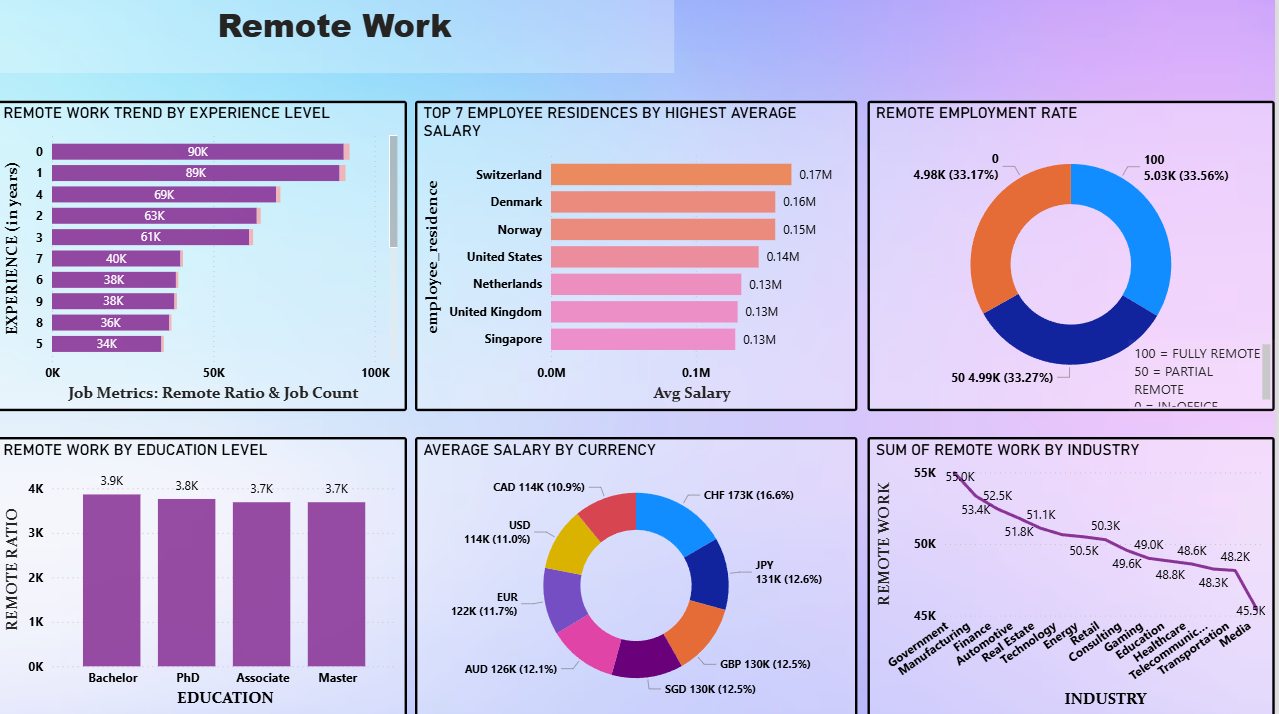 Remote Work
REMOTE WORK TREND BY EXPERIENCE LEVEL
EXPERIENCE (in years)
0 90K
1 89K
4 69K
2 63K
3 61K
7 40K
6 38K
9 38K
8 36K
5 34K
0K 50K 100K
Job Metrics: Remote Ratio & Job Count
TOP 7 EMPLOYEE RESIDENCES BY HIGHEST AVERAGE
SALARY
employee_residence
Switzerland 0.17M
Denmark 0.16M
Norway 0.15M
United States 0.14M
Netherlands 0.13M
United Kingdom 0.13M
Singapore 0.13M
0.0M 0.1M
Avg Salary
REMOTE EMPLOYMENT RATE
0
4.98K (33.17%)
100
5.03K (33.56%)
50 4.99K (33.27%)
100 = FULLY REMOTE
50 = PARTIAL
REMOTE
0 = IN-OFFICE
REMOTE WORK BY EDUCATION LEVEL
REMOTE RATIO
4K
3K
2K
1K
0K
3.9K 3.8K 3.7K 3.7K
Bachelor PhD Associate Master
EDUCATION
AVERAGE SALARY BY CURRENCY
CAD 114K (10.9%)
CHF 173K (16.6%)
USD
114K (11.0%)
JPY
131K (12.6%)
EUR
122K (11.7%)
AUD 126K (12.1%)
GBP 130K (12.5%)
SGD 130K (12.5%)
SUM OF REMOTE WORK BY INDUSTRY
REMOTE WORK
55K
50K
45K
55.0K
53.4K
52.5K
51.8K
51.1K
50.5K
50.3K
49.6K
49.0K
48.8K
48.6K
48.3K
48.2K
45.5K
Government
Manufacturing
Finance
Automotive
Real Estate
Technology
Energy
Retail
Consulting
Gaming
Education
Healthcare
Telecommunic...
Transportation
Media
INDUSTRY